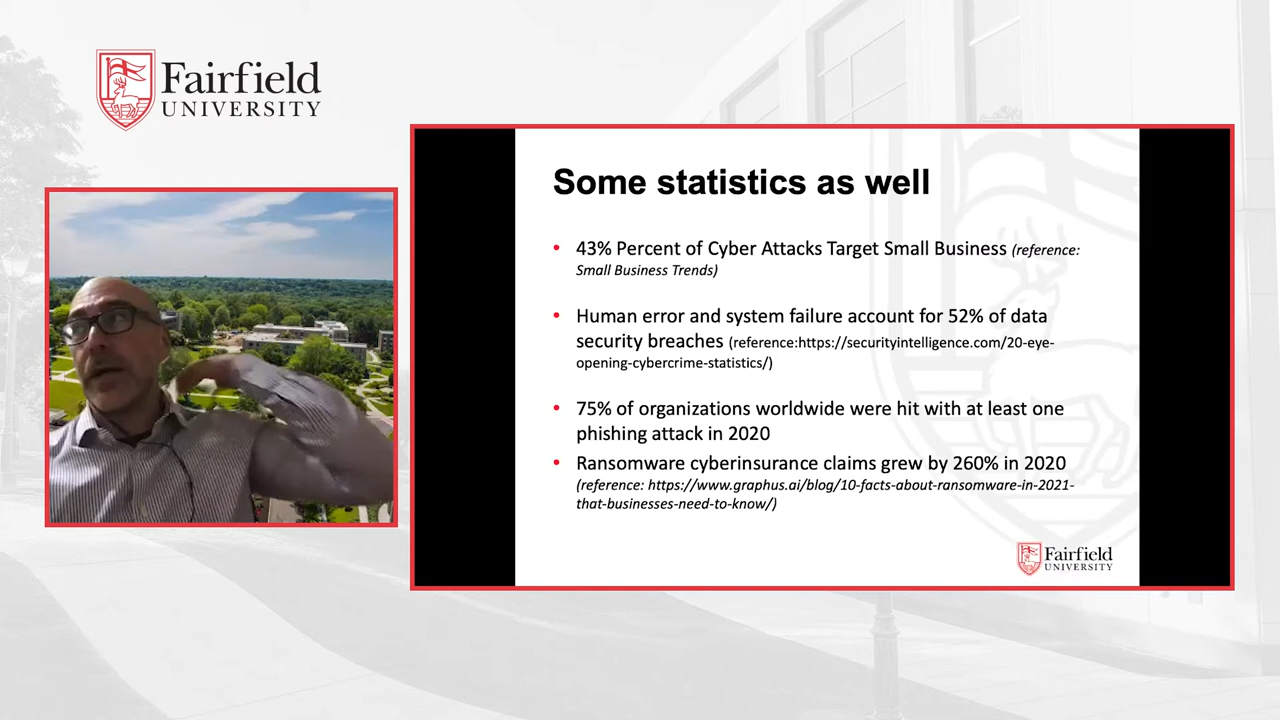 Fairfield
UNIVERSITY
Some statistics as well
• 43% Percent of Cyber Attacks Target Small Business (reference:
Small Business Trends)
• Human error and system failure account for 52% of data
security breaches (reference:https://securityintelligence.com/20-eye-
opening-cybercrime-statistics/)
• 75% of organizations worldwide were hit with at least one
phishing attack in 2020
• Ransomware cyberinsurance claims grew by 260% in 2020
(reference: https://www.graphus.ai/blog/10-facts-about-ransomware-in-2021-
that-businesses-need-to-know/)
Fairfield
UNIVERSITY